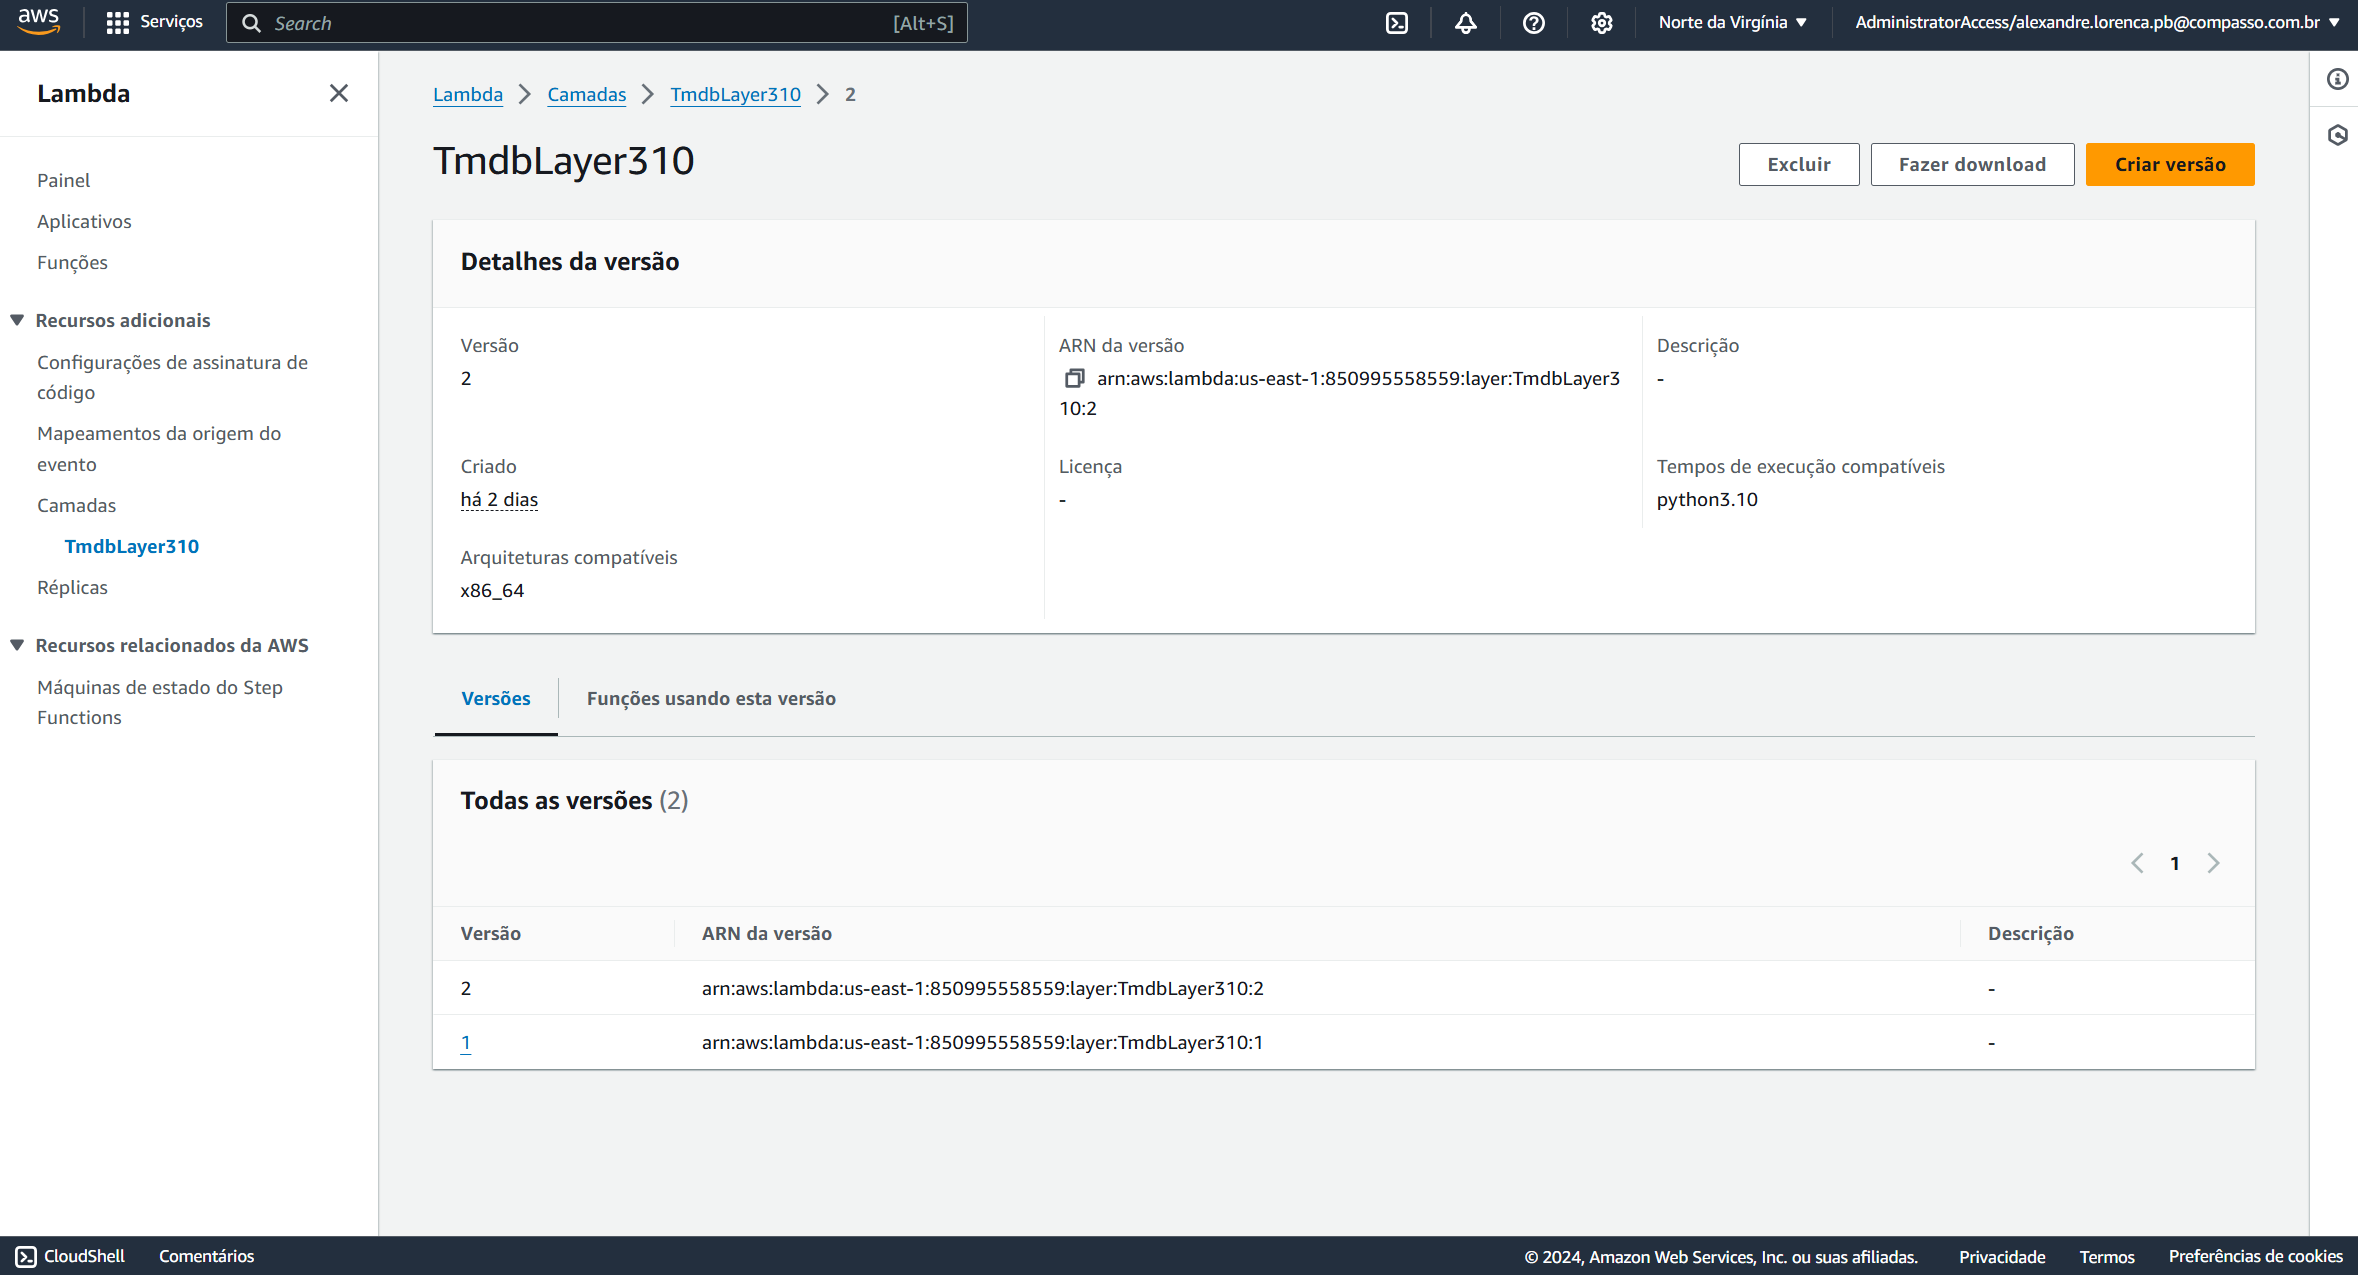 aws Serviços Search [Alt+S] Norte da Virgínia AdministratorAccess/alexandre.lorenca.pb@compasso.com.br
Lambda
Painel
Aplicativos
Funções
Recursos adicionais
Configurações de assinatura de
código
Mapeamentos da origem do
evento
Camadas
TmdbLayer310
Réplicas
Recursos relacionados da AWS
Máquinas de estado do Step
Functions
Lambda Camadas TmdbLayer310 2
TmdbLayer310
Excluir Fazer download Criar versão
Detalhes da versão
Versão
2
ARN da versão
arn:aws:lambda:us-east-1:850995558559:layer:TmdbLayer3
10:2
Descrição
-
Criado
há 2 dias
Licença
-
Tempos de execução compatíveis
python3.10
Arquiteturas compatíveis
x86_64
Versões Funções usando esta versão
Todas as versões (2)
1
Versão ARN da versão Descrição
2 arn:aws:lambda:us-east-1:850995558559:layer:TmdbLayer310:2 -
1 arn:aws:lambda:us-east-1:850995558559:layer:TmdbLayer310:1 -
CloudShell Comentários © 2024, Amazon Web Services, Inc. ou suas afiliadas. Privacidade Termos Preferências de cookies